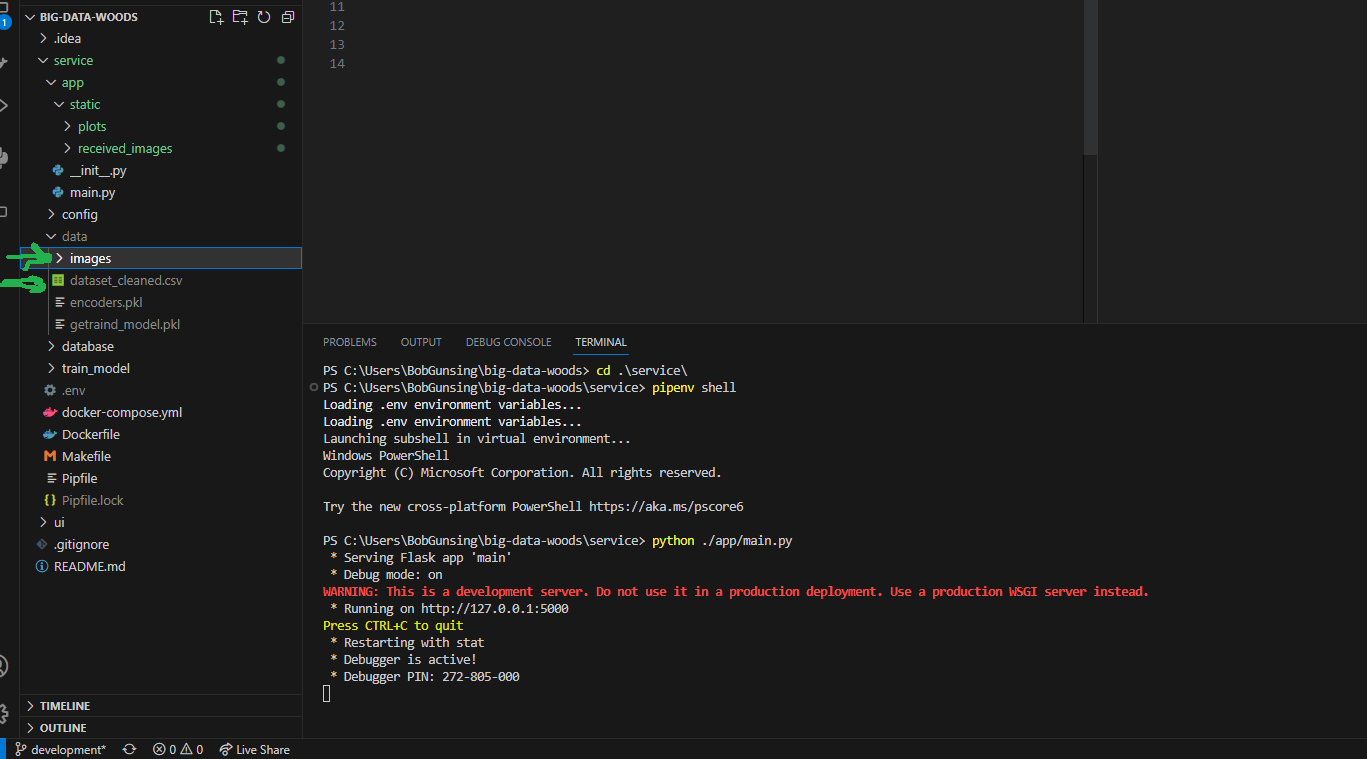 1
BIG-DATA-WOODS
.idea
service
app
static
plots
received_images
__init__.py
main.py
config
data
images
dataset_cleaned.csv
encoders.pkl
getraind_model.pkl
database
train_model
.env
docker-compose.yml
Dockerfile
Makefile
Pipfile
Pipfile.lock
ui
.gitignore
README.md
TIMELINE
OUTLINE
11
12
13
14
PROBLEMS OUTPUT DEBUG CONSOLE TERMINAL
PS C:\Users\BobGunsing\big-data-woods> cd .\service\
PS C:\Users\BobGunsing\big-data-woods\service> pipenv shell
Loading .env environment variables...
Loading .env environment variables...
Launching subshell in virtual environment...
Windows PowerShell
Copyright (C) Microsoft Corporation. All rights reserved.
Try the new cross-platform PowerShell https://aka.ms/pscore6
PS C:\Users\BobGunsing\big-data-woods\service> python ./app/main.py
* Serving Flask app 'main'
* Debug mode: on
WARNING: This is a development server. Do not use it in a production deployment. Use a production WSGI server instead.
* Running on http://127.0.0.1:5000
Press CTRL+C to quit
* Restarting with stat
* Debugger is active!
* Debugger PIN: 272-805-000
development* 0 0 Live Share